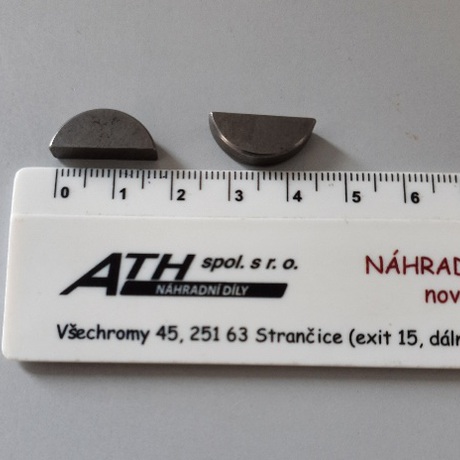 0 1 2 3 4 5 6
ATH spol. s r. o.
NÁHRADNÍ DÍLY
NÁHRAD
nov
Všechromy 45, 251 63 Strančice (exit 15, dáln